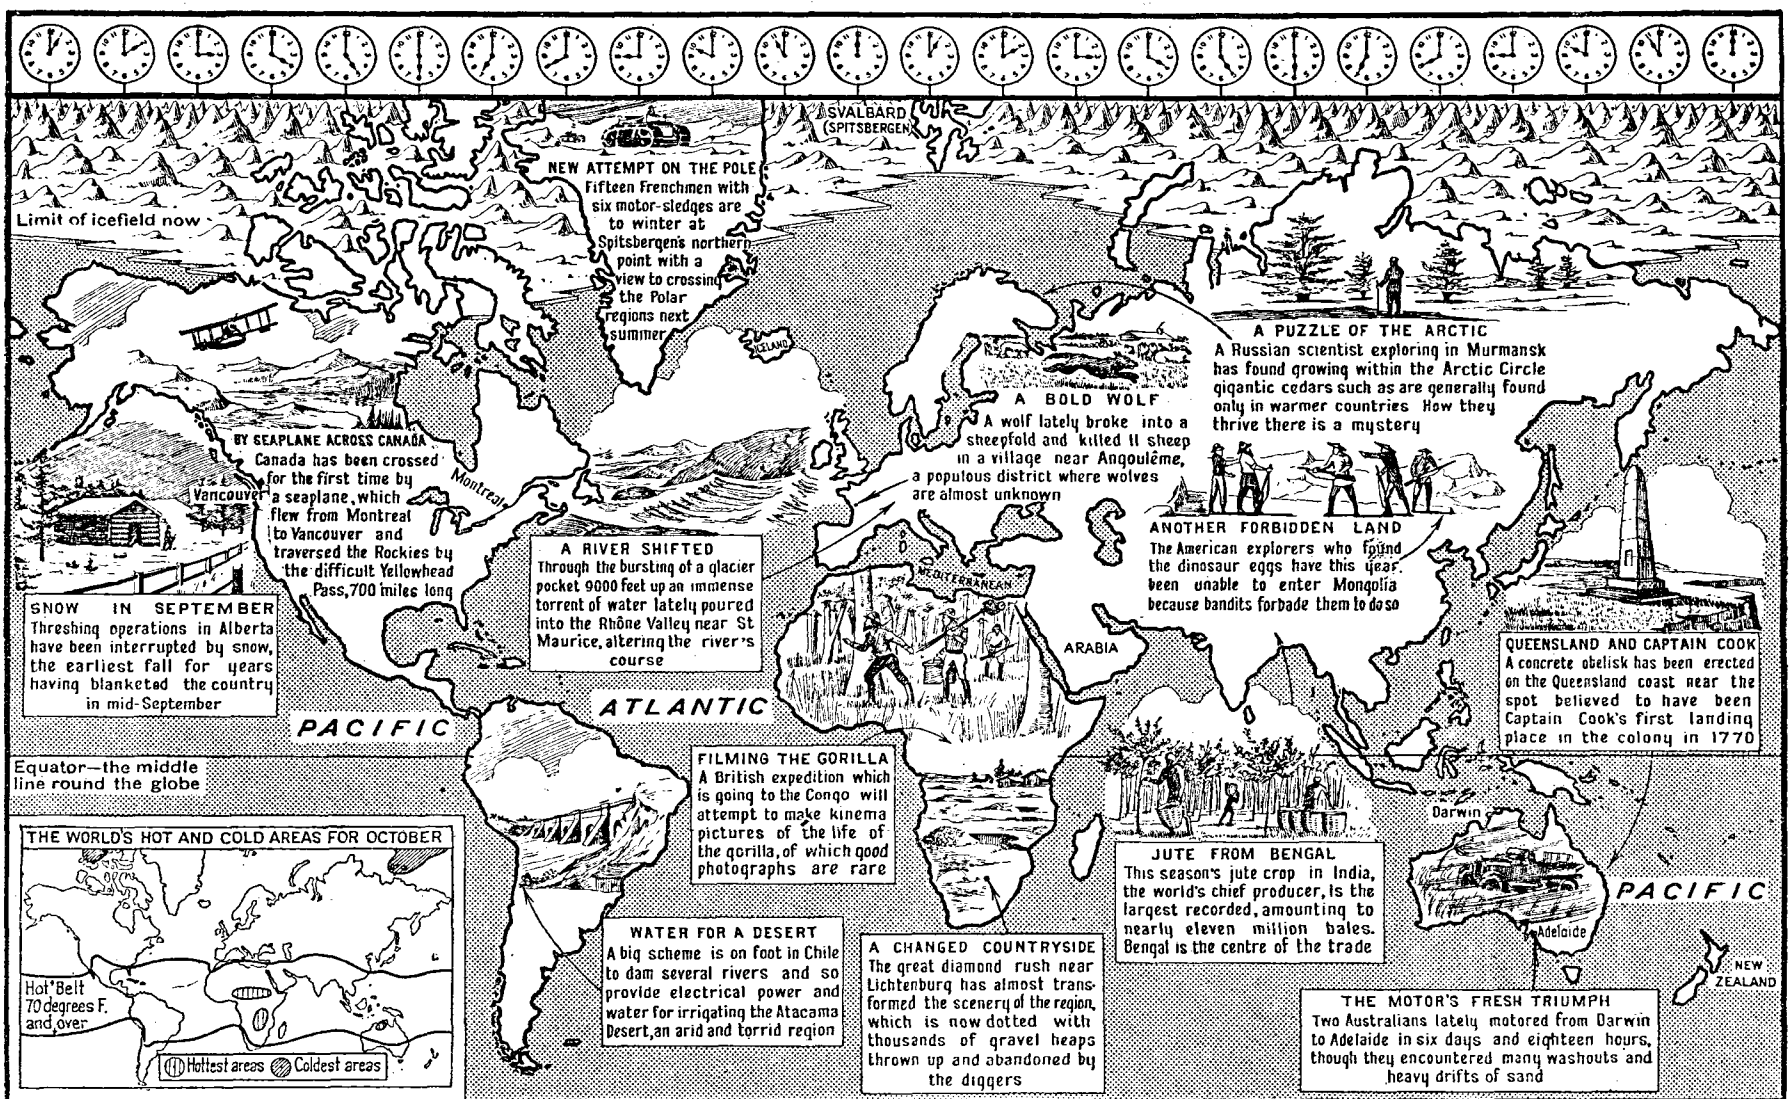 SVALBARD
(SPITSBERGEN)
NEW ATTEMPT ON THE POLE
Fifteen Frenchmen with
six motor-sledges are
to winter at
Spitsbergen's northern
point with a
view to crossing
the Polar
regions next
summer
Limit of icefield now
ICELAND
A PUZZLE OF THE ARCTIC
A Russian scientist exploring in Murmansk
has found growing within the Arctic Circle
gigantic cedars such as are generally found
only in warmer countries How they
thrive there is a mystery
A BOLD WOLF
A wolf lately broke into a
sheepfold and killed 11 sheep
in a village near Angoulême,
a populous district where wolves
are almost unknown
BY SEAPLANE ACROSS CANADA
Canada has been crossed
for the first time by
a seaplane, which
flew from Montreal
to Vancouver and
traversed the Rockies by
the difficult Yellowhead
Pass, 700 miles long
Vancouver
Montreal
ANOTHER FORBIDDEN LAND
The American explorers who found
the dinosaur eggs have this year
been unable to enter Mongolia
because bandits forbade them to do so
A RIVER SHIFTED
Through the bursting of a glacier
pocket 9000 feet up an immense
torrent of water lately poured
into the Rhône Valley near St
Maurice, altering the river's
course
MEDITERRANEAN
ARABIA
SNOW IN SEPTEMBER
Threshing operations in Alberta
have been interrupted by snow,
the earliest fall for years
having blanketed the country
in mid-September
QUEENSLAND AND CAPTAIN COOK
A concrete obelisk has been erected
on the Queensland coast near the
spot believed to have been
Captain Cook's first landing
place in the colony in 1770
PACIFIC
ATLANTIC
Equator—the middle
line round the globe
FILMING THE GORILLA
A British expedition which
is going to the Congo will
attempt to make kinema
pictures of the life of
the gorilla, of which good
photographs are rare
Darwin
Adelaide
PACIFIC
NEW
ZEALAND
JUTE FROM BENGAL
This season's jute crop in India,
the world's chief producer, is the
largest recorded, amounting to
nearly eleven million bales.
Bengal is the centre of the trade
THE WORLD'S HOT AND COLD AREAS FOR OCTOBER
Hot Belt
70 degrees F.
and over
Hottest areas
Coldest areas
WATER FOR A DESERT
A big scheme is on foot in Chile
to dam several rivers and so
provide electrical power and
water for irrigating the Atacama
Desert, an arid and torrid region
A CHANGED COUNTRYSIDE
The great diamond rush near
Lichtenburg has almost trans-
formed the scenery of the region,
which is now dotted with
thousands of gravel heaps
thrown up and abandoned by
the diggers
THE MOTOR'S FRESH TRIUMPH
Two Australians lately motored from Darwin
to Adelaide in six days and eighteen hours,
though they encountered many washouts and
heavy drifts of sand